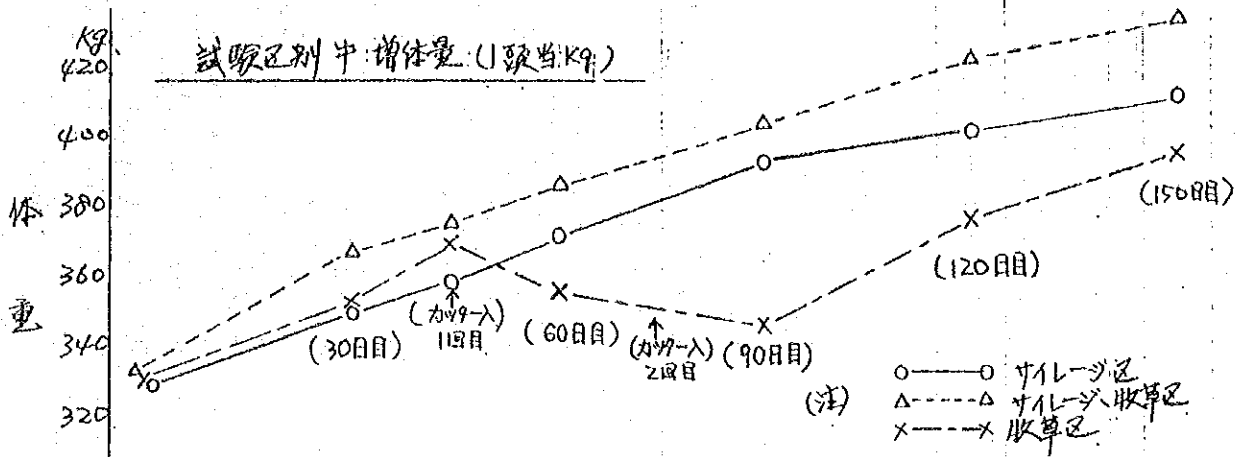 試験区別 牛増体量 (1頭当Kg)
Kg
420
400
380
360
340
320
体重
(30日目)
(カッター入)
1回目
(60日目)
(カッター入)
2回目
(90日目)
(120日目)
(150日目)
(注)
○――○ サイレージ区
△-----△ サイレージ、牧草区
×―-―× 牧草区